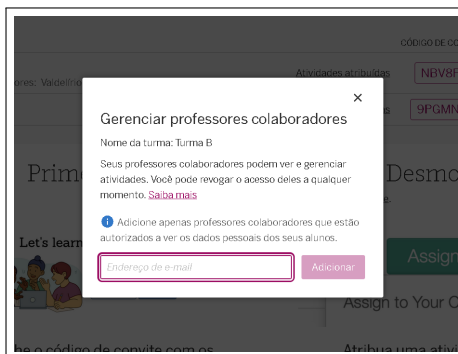 CÓDIGO DE CO
Atividades atribuídas
NBV8F
ores: Valdelino
9PGMN
×
Gerenciar professores colaboradores
Nome da turma: Turma B
Seus professores colaboradores podem ver e gerenciar
atividades. Você pode revogar o acesso deles a qualquer
momento. Saiba mais
Adicione apenas professores colaboradores que estão
autorizados a ver os dados pessoais dos seus alunos.
Endereço de e-mail
Adicionar
Prim
Desmo
e.
Let's learn
Assign
Assign to Your C
be o código de convite com os
Atribua uma ativi